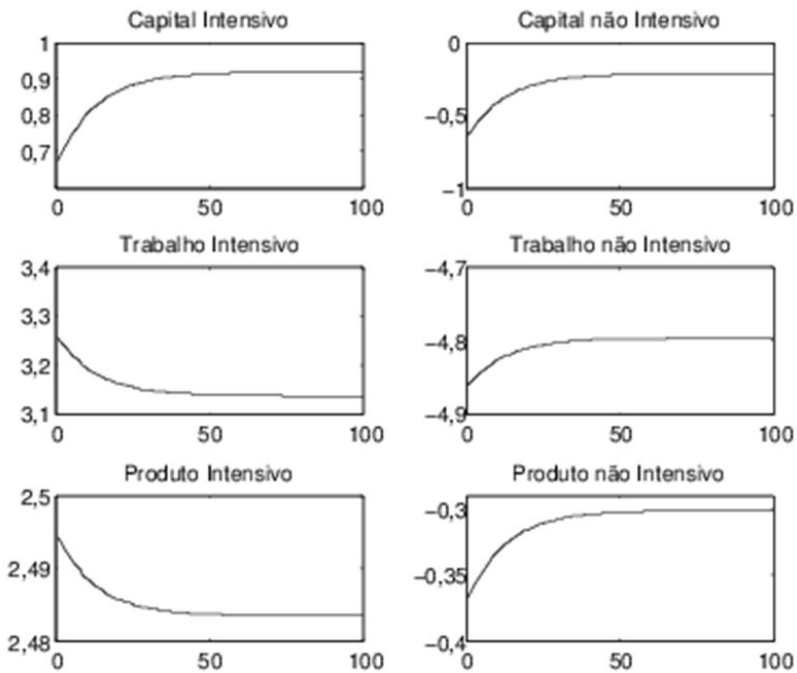 Capital Intensivo
1
0,9
0,8
0,7
0 50 100
Capital não Intensivo
0
−0,5
−1
0 50 100
Trabalho Intensivo
3,4
3,3
3,2
3,1
0 50 100
Trabalho não Intensivo
−4,7
−4,8
−4,9
0 50 100
Produto Intensivo
2,5
2,49
2,48
0 50 100
Produto não Intensivo
−0,3
−0,35
−0,4
0 50 100